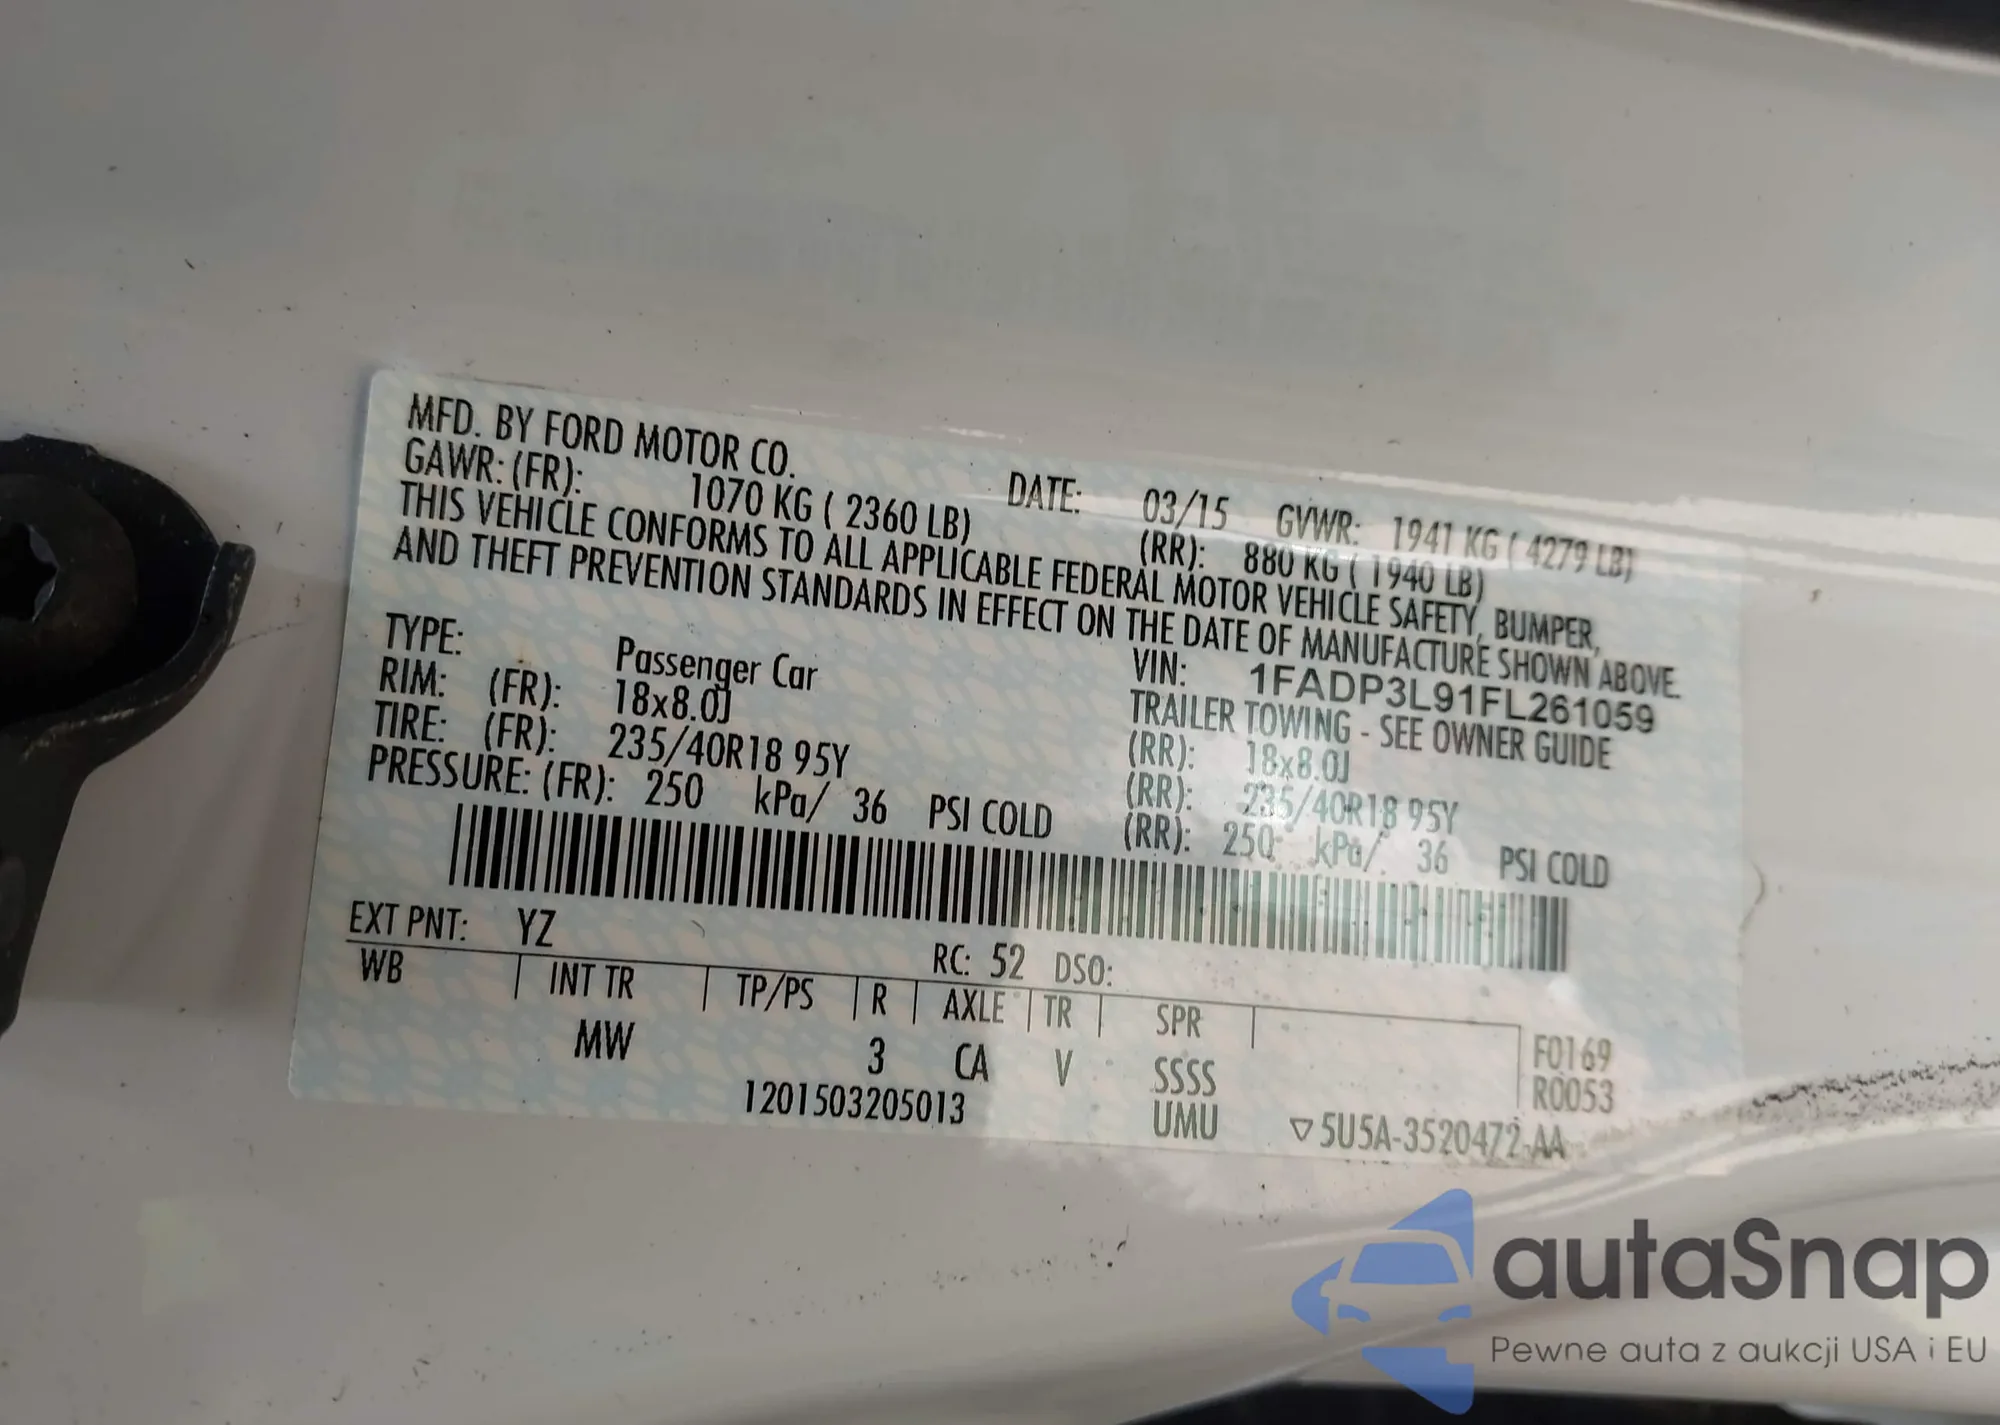 MFD. BY FORD MOTOR CO. DATE: 03/15 GVWR: 1941 KG ( 4279 LB)
GAWR: (FR): 1070 KG ( 2360 LB) (RR): 880 KG ( 1940 LB)
THIS VEHICLE CONFORMS TO ALL APPLICABLE FEDERAL MOTOR VEHICLE SAFETY, BUMPER,
AND THEFT PREVENTION STANDARDS IN EFFECT ON THE DATE OF MANUFACTURE SHOWN ABOVE.
VIN: 1FADP3L91FL261059
TYPE: Passenger Car TRAILER TOWING - SEE OWNER GUIDE
RIM: (FR): 18x8.0J (RR): 18x8.0J
TIRE: (FR): 235/40R18 95Y (RR): 235/40R18 95Y
PRESSURE: (FR): 250 kPa/ 36 PSI COLD (RR): 250 kPa/ 36 PSI COLD
EXT PNT: YZ RC: 52 DSO:
WB | INT TR | TP/PS | R | AXLE | TR | SPR | F0169
MW 3 CA V SSSS R0053
1201503205013 UMU ▽5U5A-3520472-AA
autaSnap
Pewne auta z aukcji USA i EU